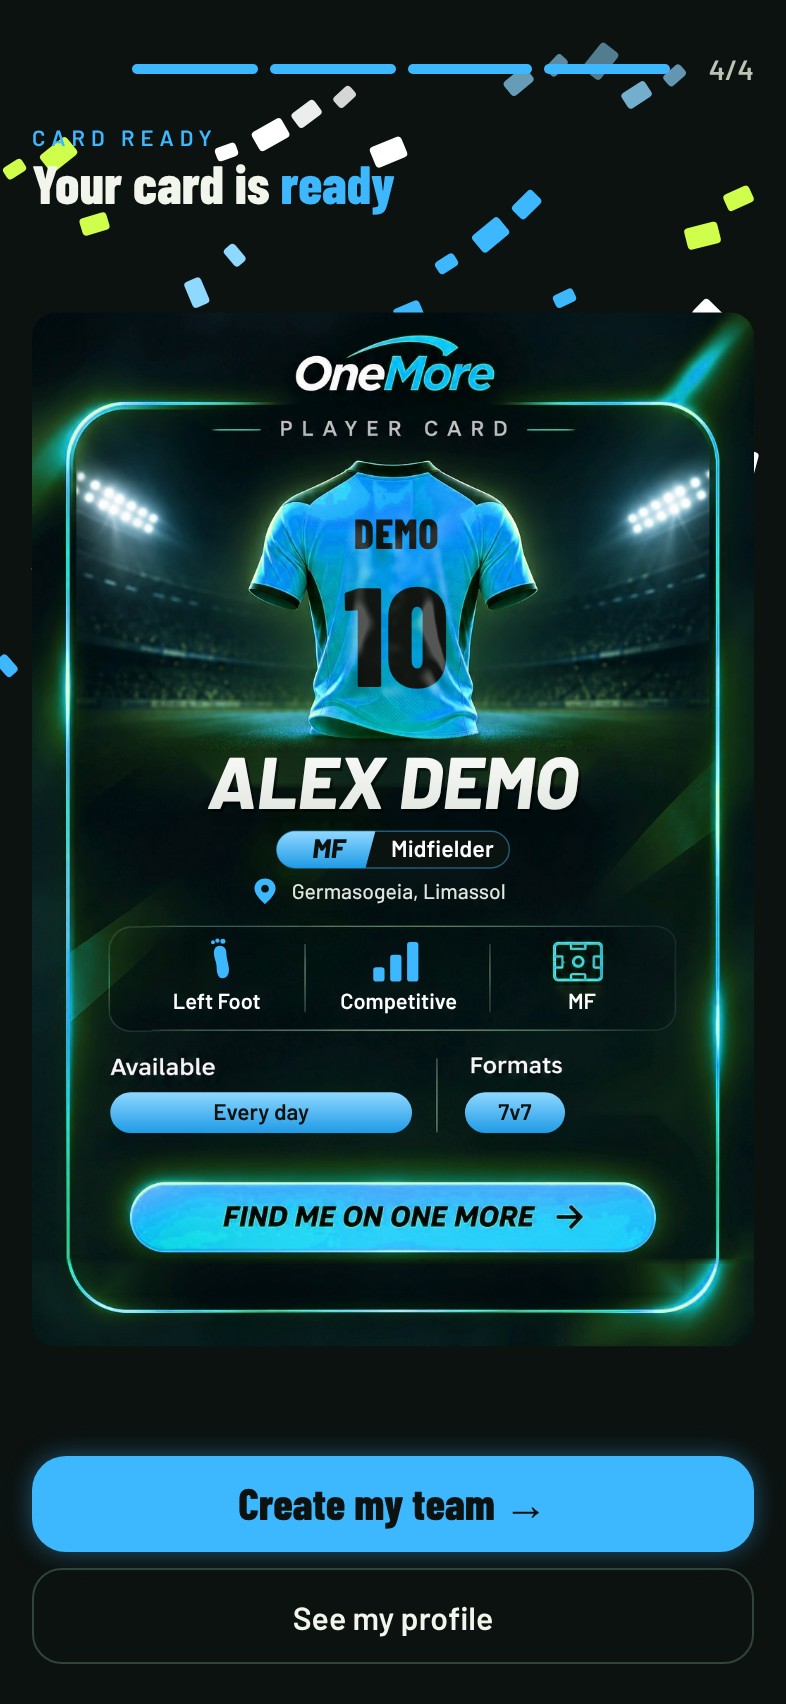 4/4
CARD READY
Your card is ready
OneMore
PLAYER CARD
DEMO
10
ALEX DEMO
MF Midfielder
Germasogeia, Limassol
Left Foot Competitive MF
Available Formats
Every day 7v7
FIND ME ON ONE MORE →
Create my team →
See my profile